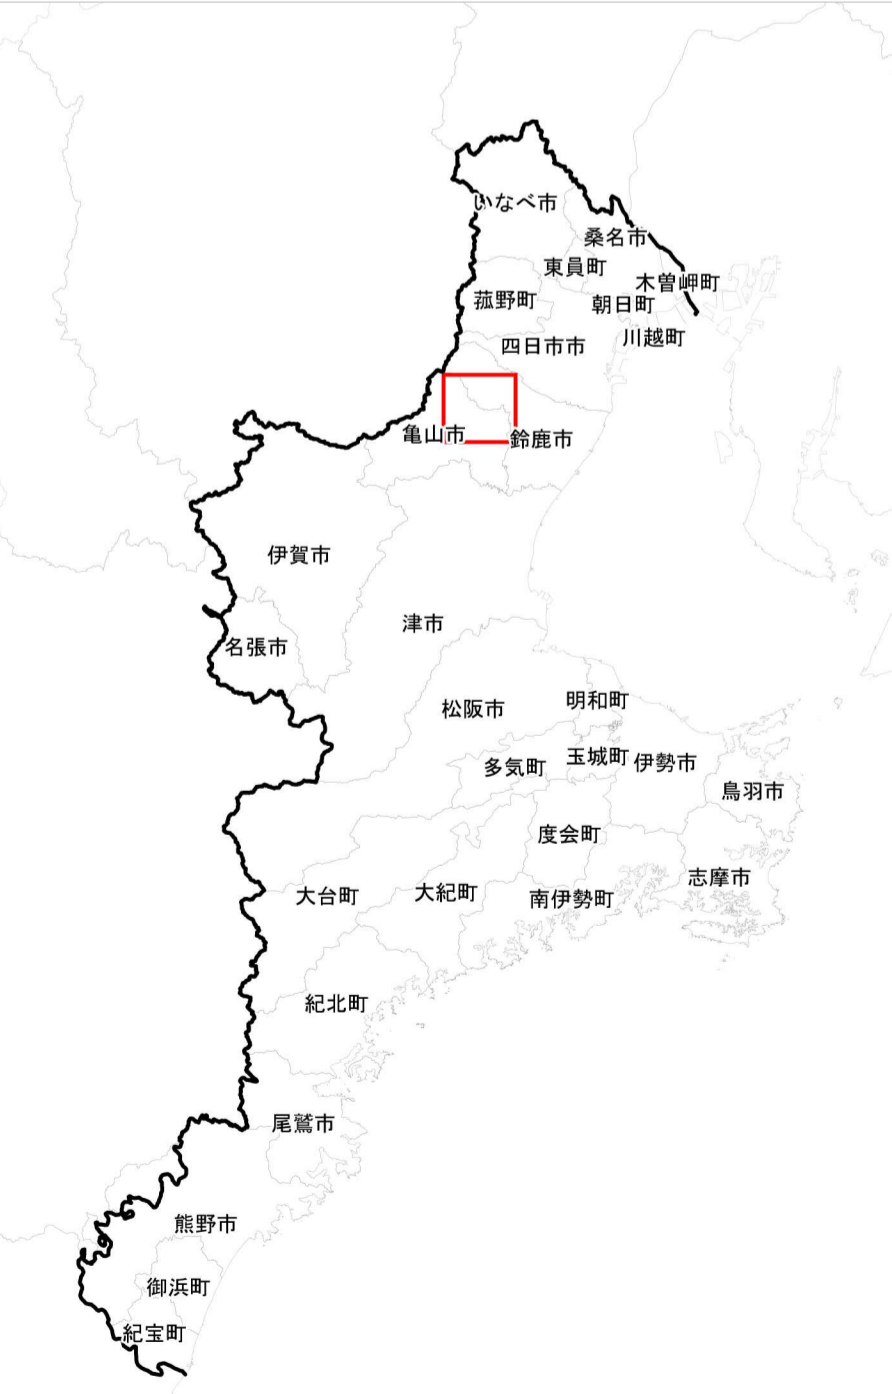 いなべ市
桑名市
東員町
木曽岬町
菰野町
朝日町
川越町
四日市市
亀山市
鈴鹿市
伊賀市
津市
名張市
松阪市
明和町
多気町
玉城町
伊勢市
鳥羽市
度会町
志摩市
大台町
大紀町
南伊勢町
紀北町
尾鷲市
熊野市
御浜町
紀宝町